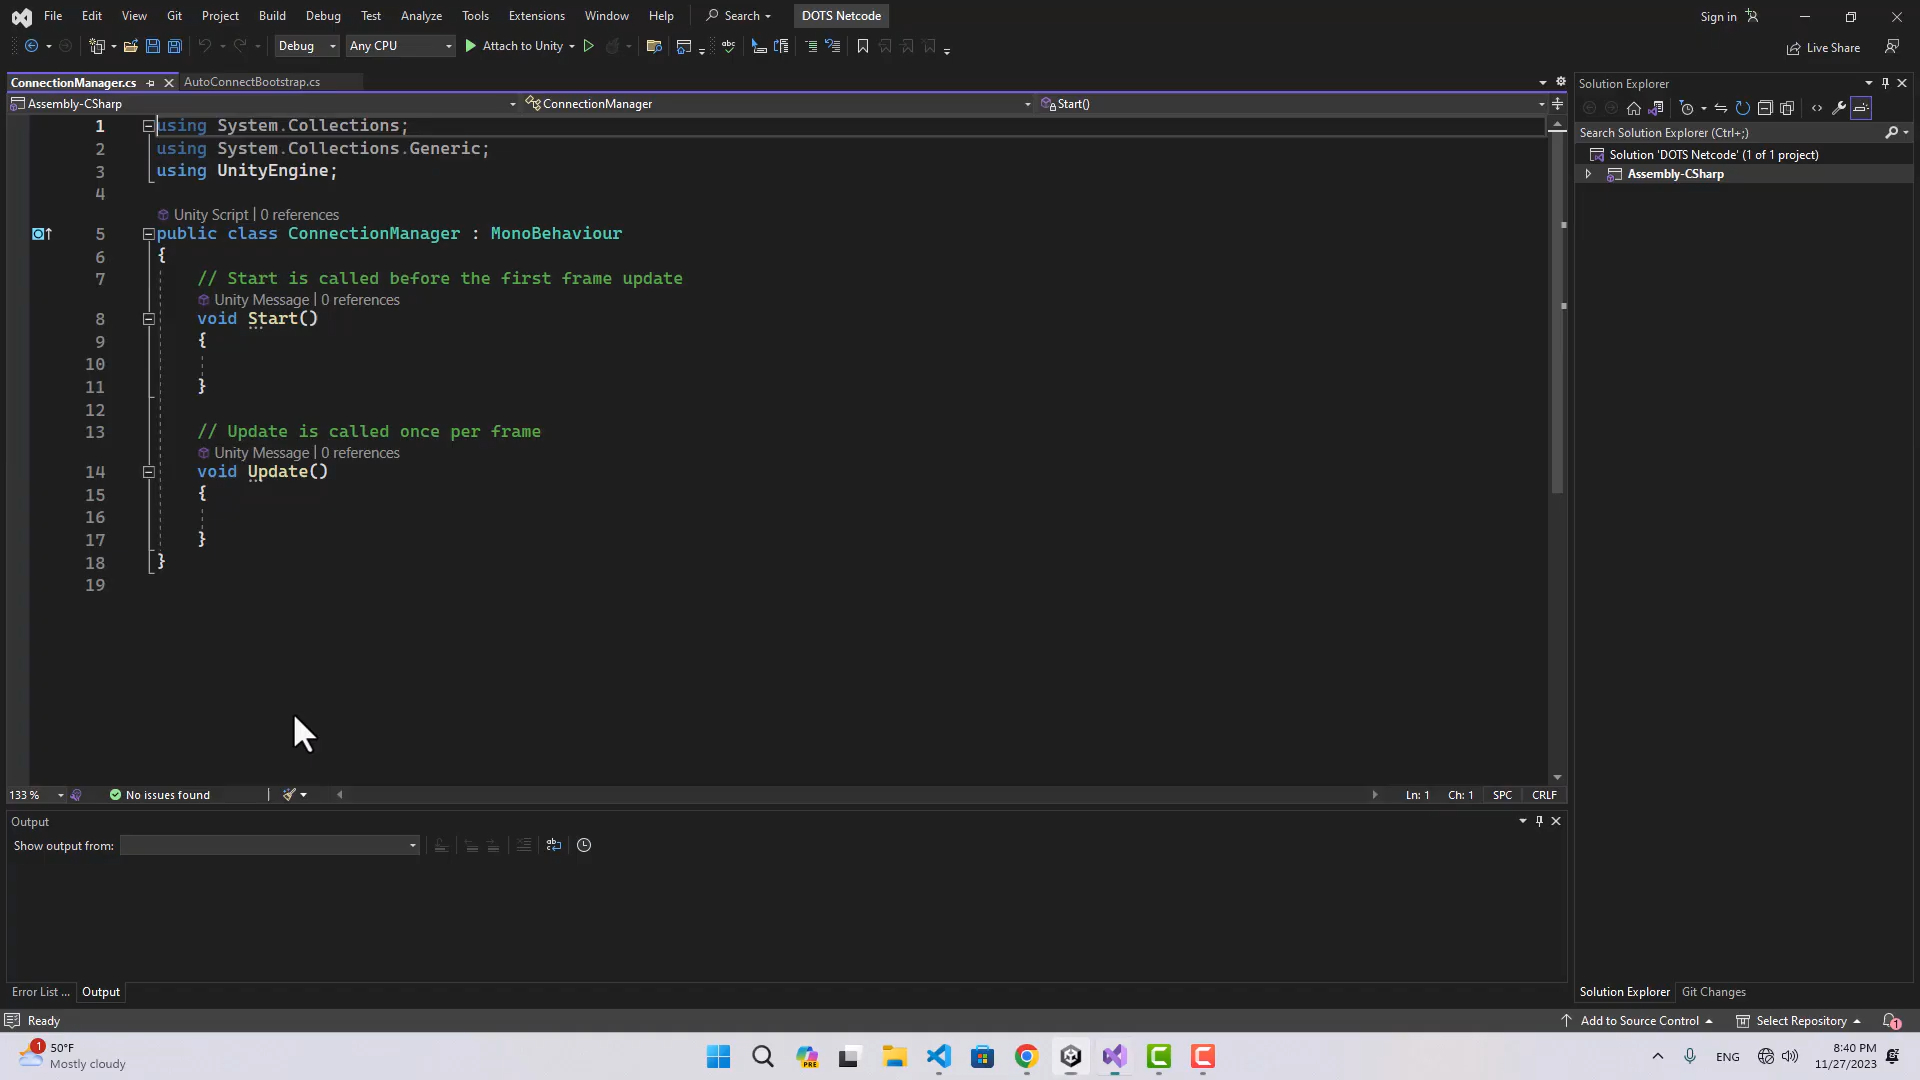 File Edit View Git Project Build Debug Test Analyze Tools Extensions Window Help Search DOTS Netcode Sign in
Debug Any CPU Attach to Unity Live Share
ConnectionManager.cs AutoConnectBootstrap.cs
Assembly-CSharp ConnectionManager Start()
1 using System.Collections;
2 using System.Collections.Generic;
3 using UnityEngine;
4
Unity Script | 0 references
5 public class ConnectionManager : MonoBehaviour
6 {
7 // Start is called before the first frame update
Unity Message | 0 references
8 void Start()
9 {
10
11 }
12
13 // Update is called once per frame
Unity Message | 0 references
14 void Update()
15 {
16
17 }
18 }
19
133 % No issues found Ln: 1 Ch: 1 SPC CRLF
Output
Show output from:
Error List ... Output
Solution Explorer
Search Solution Explorer (Ctrl+;)
Solution 'DOTS Netcode' (1 of 1 project)
Assembly-CSharp
Solution Explorer Git Changes
Ready Add to Source Control Select Repository 1
1 50°F
Mostly cloudy
PRE
ENG
8:40 PM
11/27/2023